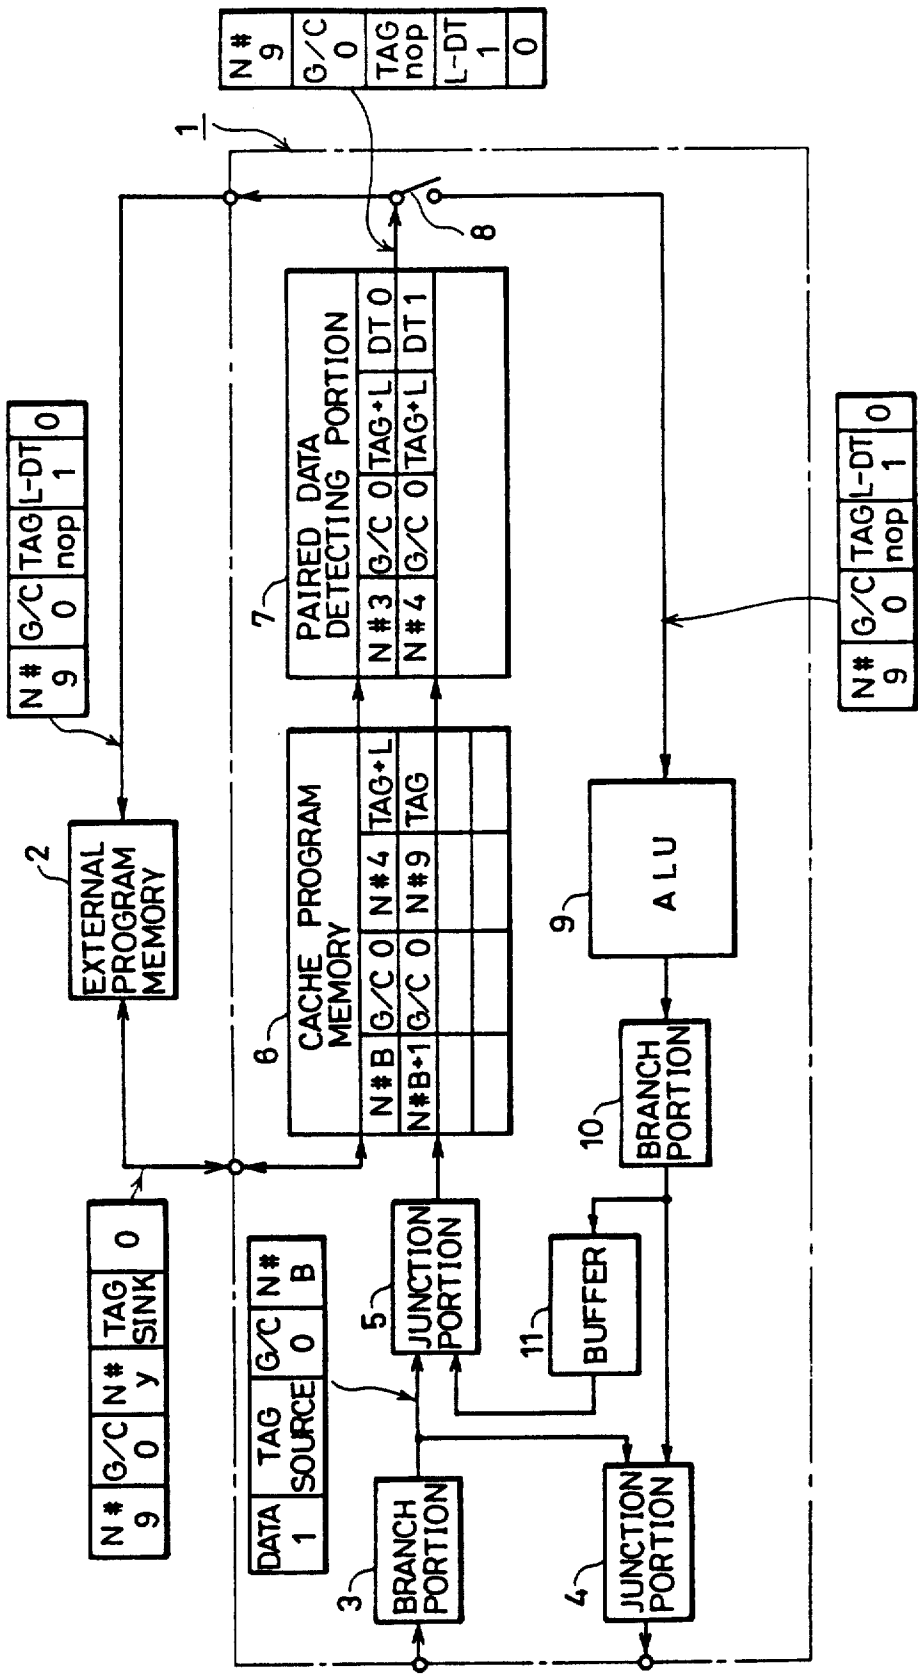 N# G/C N# TAG 0
9 0 y SINK
2
EXTERNAL
PROGRAM
MEMORY
N# G/C TAG L-DT 0
9 0 nop 1
1
N# G/C TAG L-DT 0
9 0 nop 1
DATA TAG G/C N#
1 SOURCE 0 B
3
BRANCH
PORTION
5
JUNCTION
PORTION
6
CACHE PROGRAM
MEMORY
N#B G/C 0 N#4 TAG+L
N#B+1 G/C 0 N#9 TAG
7
PAIRED DATA
DETECTING PORTION
N#3 G/C 0 TAG+L DT 0
N#4 G/C 0 TAG+L DT 1
8
4
JUNCTION
PORTION
11
BUFFER
10
BRANCH
PORTION
9
ALU
N# G/C TAG L-DT 0
9 0 nop 1